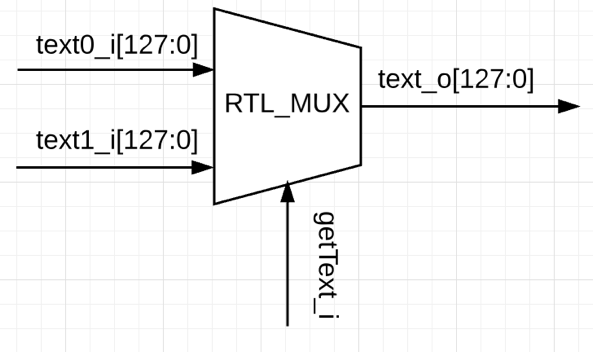 text0_i[127:0]
text_o[127:0]
RTL_MUX
text1_i[127:0]
getText_i